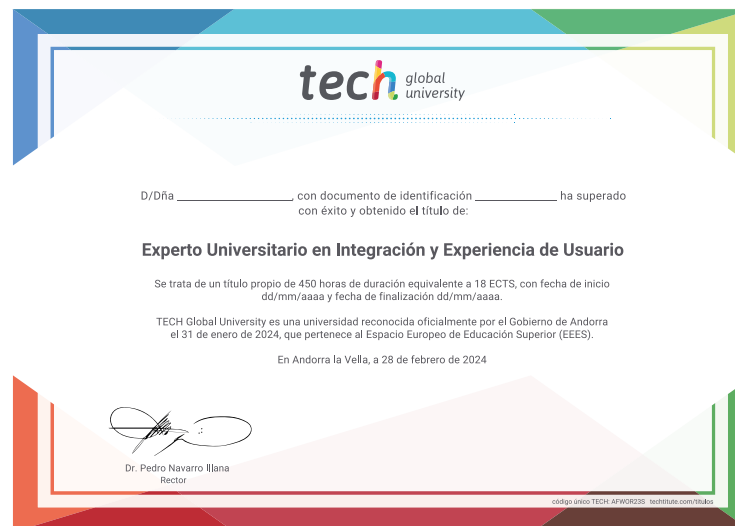 tech global university
D/Dña ____________________, con documento de identificación ______________ ha superado
con éxito y obtenido el título de:
Experto Universitario en Integración y Experiencia de Usuario
Se trata de un título propio de 450 horas de duración equivalente a 18 ECTS, con fecha de inicio
dd/mm/aaaa y fecha de finalización dd/mm/aaaa.
TECH Global University es una universidad reconocida oficialmente por el Gobierno de Andorra
el 31 de enero de 2024, que pertenece al Espacio Europeo de Educación Superior (EEES).
En Andorra la Vella, a 28 de febrero de 2024
Dr. Pedro Navarro Illana
Rector
código único TECH: AFWOR23S techtitute.com/titulos